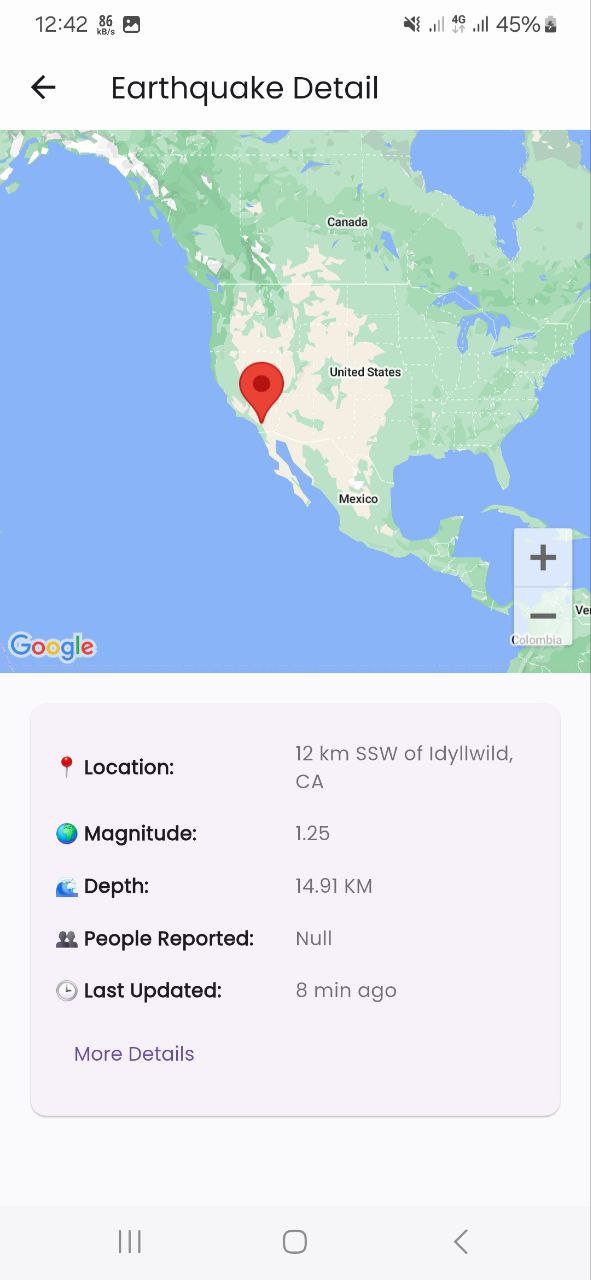 12:42 86 kB/s 4G 45%
Earthquake Detail
Canada
United States
Mexico
Ver
Colombia
Google
Location: 12 km SSW of Idyllwild,
CA
Magnitude: 1.25
Depth: 14.91 KM
People Reported: Null
Last Updated: 8 min ago
More Details